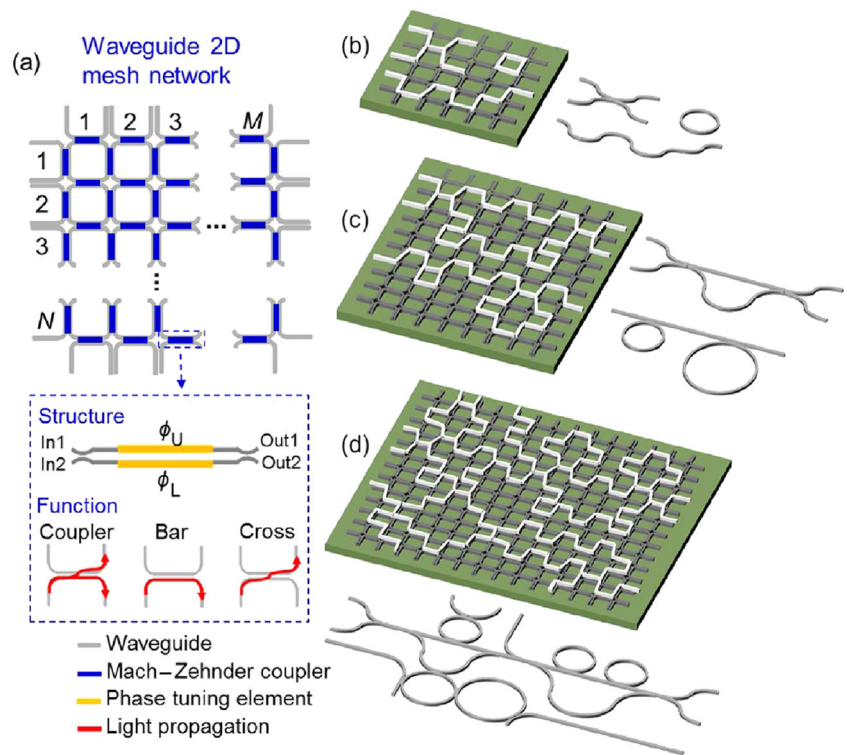 (a)
Waveguide 2D
mesh network
1 2 3 M
1
2
3
...
...
N
Structure
In1 ϕU Out1
In2 ϕL Out2
Function
Coupler Bar Cross
Waveguide
Mach–Zehnder coupler
Phase tuning element
Light propagation
(b)
(c)
(d)